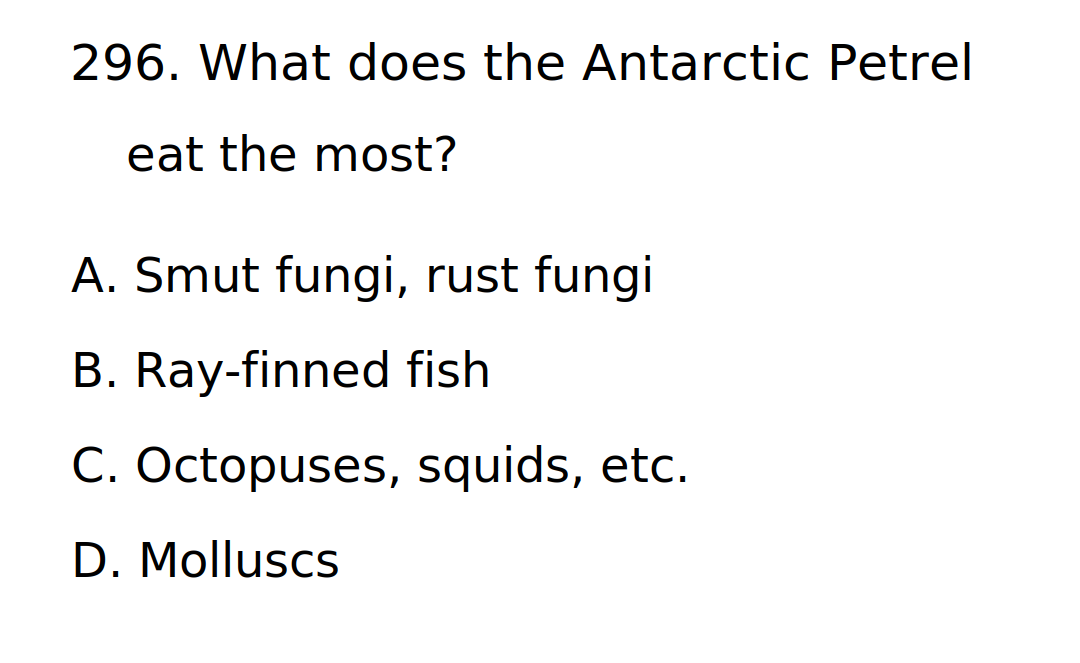 296. What does the Antarctic Petrel
eat the most?
A. Smut fungi, rust fungi
B. Ray-finned fish
C. Octopuses, squids, etc.
D. Molluscs